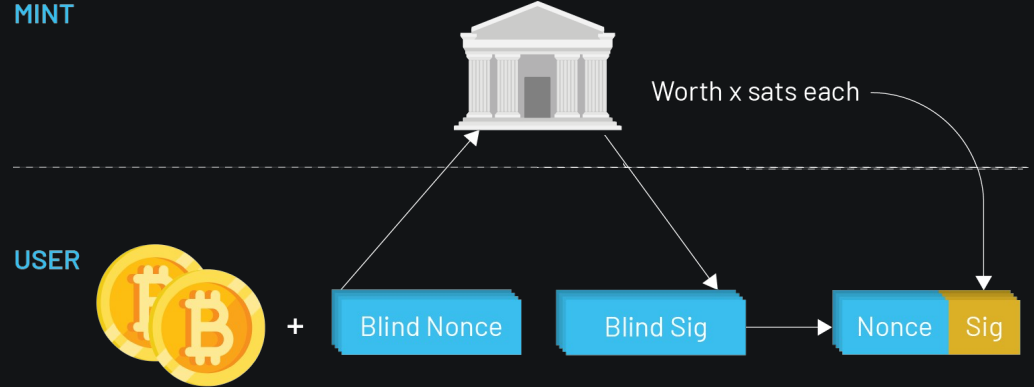 MINT
Worth x sats each
USER
+
Blind Nonce
Blind Sig
Nonce
Sig